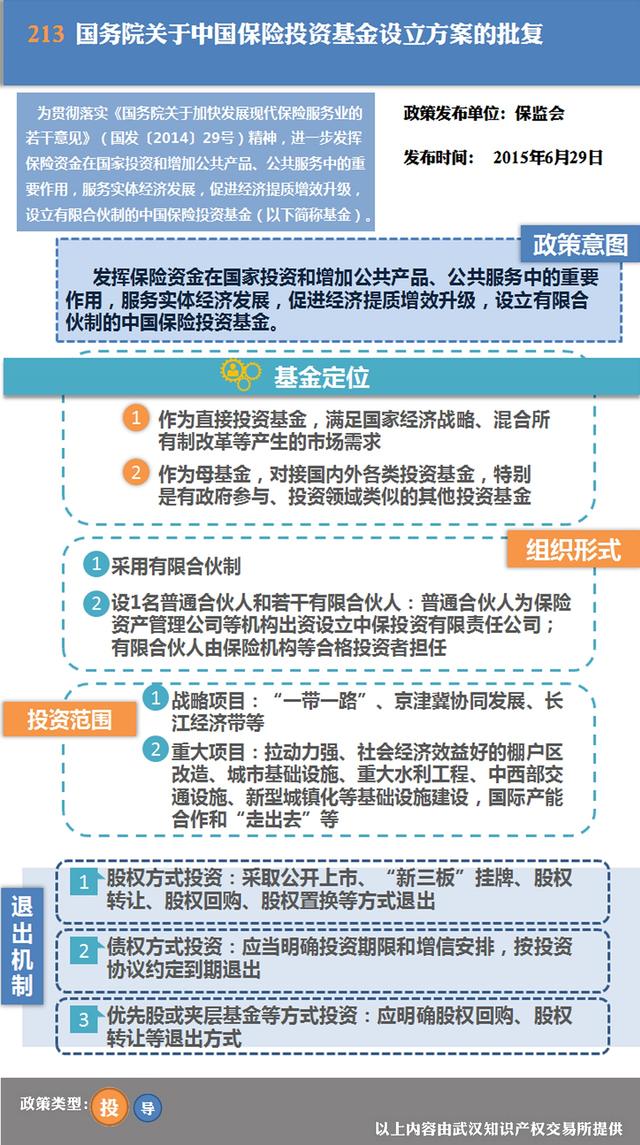 213 国务院关于中国保险投资基金设立方案的批复
为贯彻落实《国务院关于加快发展现代保险服务业的
若干意见》（国发〔2014〕29号）精神，进一步发挥
保险资金在国家投资和增加公共产品、公共服务中的重
要作用，服务实体经济发展，促进经济提质增效升级，
设立有限合伙制的中国保险投资基金（以下简称基金）。
政策发布单位：保监会
发布时间： 2015年6月29日
政策意图
发挥保险资金在国家投资和增加公共产品、公共服务中的重要
作用，服务实体经济发展，促进经济提质增效升级，设立有限合
伙制的中国保险投资基金。
基金定位
1 作为直接投资基金，满足国家经济战略、混合所
有制改革等产生的市场需求
2 作为母基金，对接国内外各类投资基金，特别
是有政府参与、投资领域类似的其他投资基金
组织形式
1 采用有限合伙制
2 设1名普通合伙人和若干有限合伙人：普通合伙人为保险
资产管理公司等机构出资设立中保投资有限责任公司；
有限合伙人由保险机构等合格投资者担任
投资范围
1 战略项目：“一带一路”、京津冀协同发展、长
江经济带等
2 重大项目：拉动力强、社会经济效益好的棚户区
改造、城市基础设施、重大水利工程、中西部交
通设施、新型城镇化等基础设施建设，国际产能
合作和“走出去”等
退出机制
1 股权方式投资：采取公开上市、“新三板”挂牌、股权
转让、股权回购、股权置换等方式退出
2 债权方式投资：应当明确投资期限和增信安排，按投资
协议约定到期退出
3 优先股或夹层基金等方式投资：应明确股权回购、股权
转让等退出方式
政策类型： 投 导
以上内容由武汉知识产权交易所提供